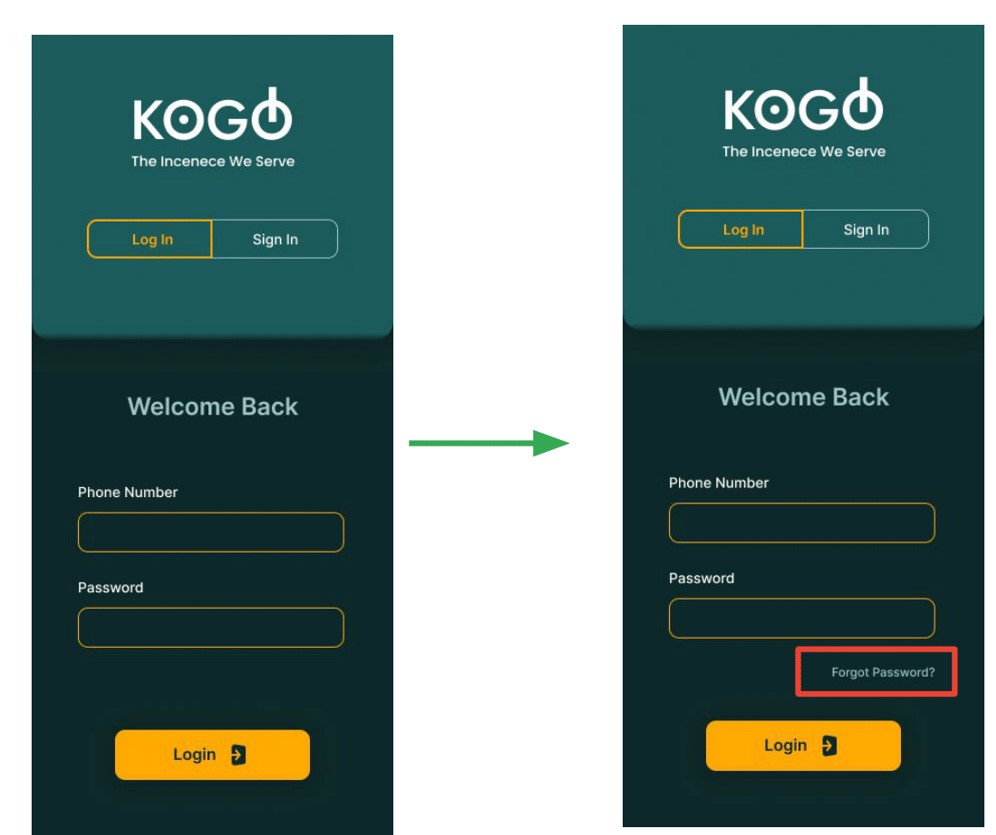 KOGO
The Incenece We Serve
Log In
Sign In
Welcome Back
Phone Number
Password
Login
KOGO
The Incenece We Serve
Log In
Sign In
Welcome Back
Phone Number
Password
Forgot Password?
Login